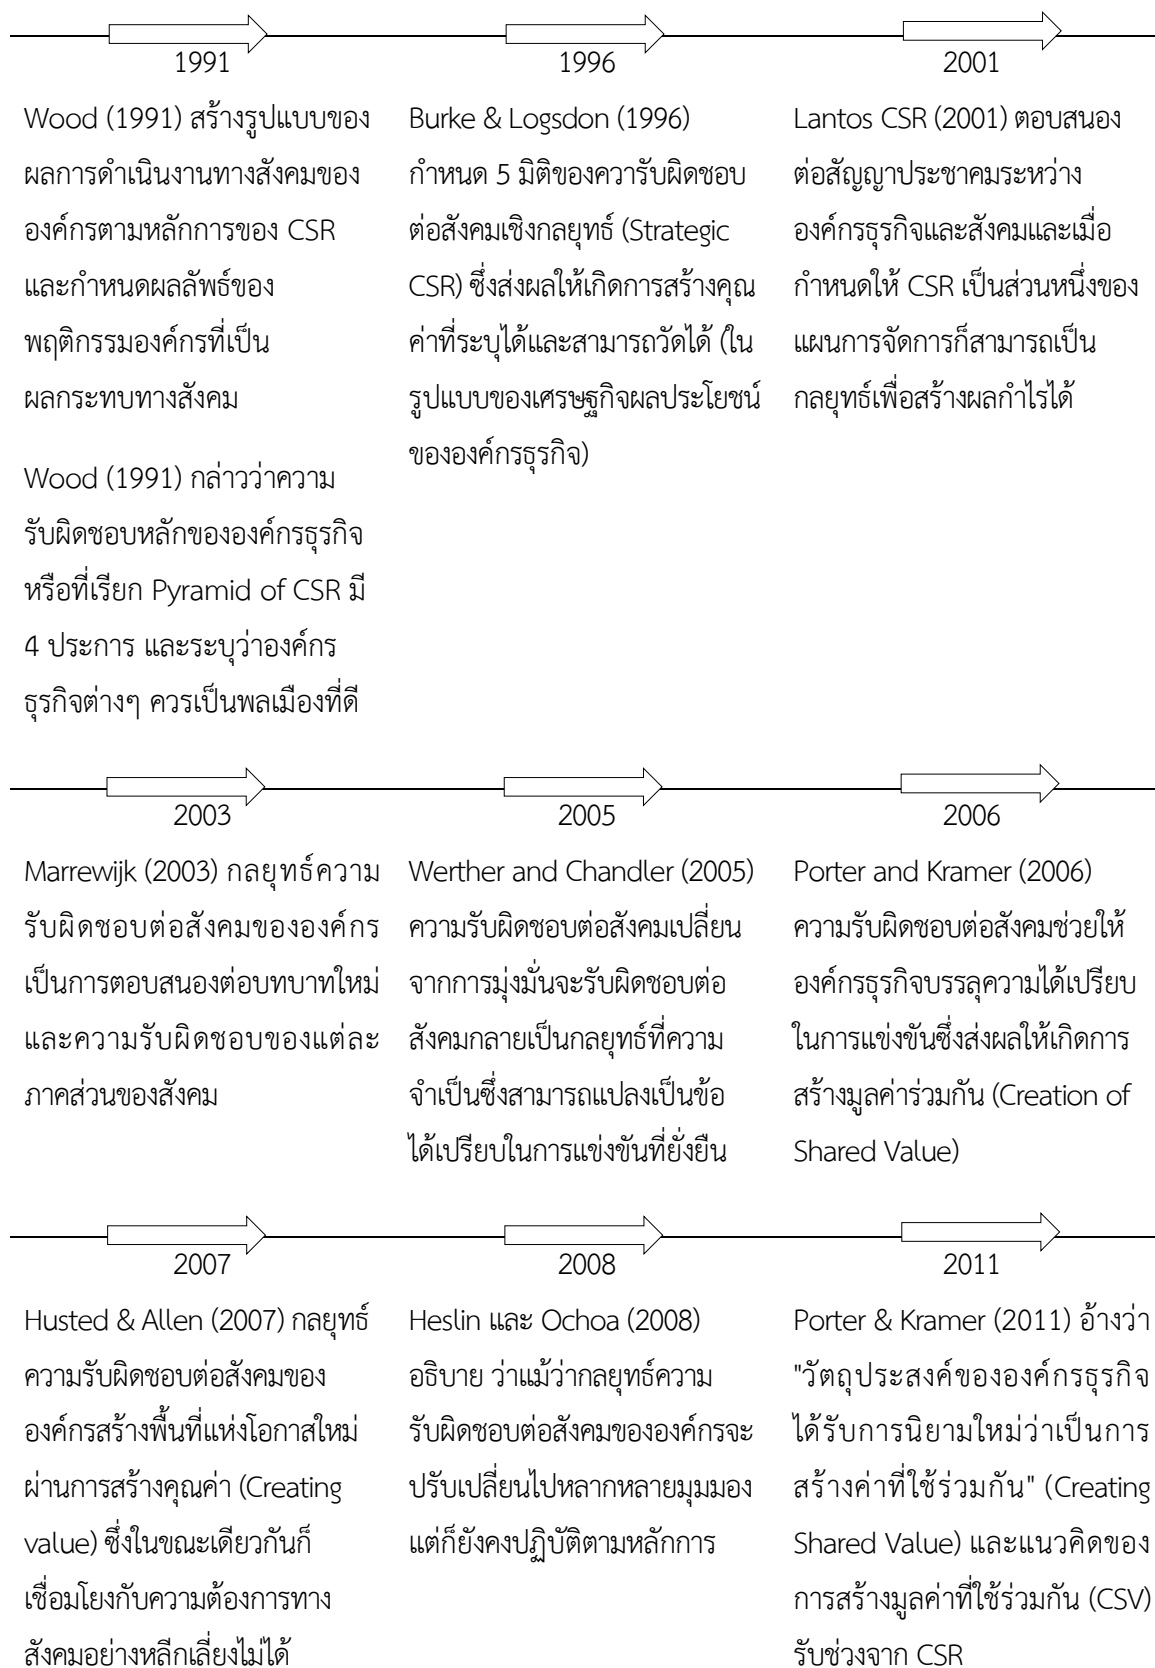 1991
1996
2001
Wood (1991) สร้างรูปแบบของ
ผลการดำเนินงานทางสังคมของ
องค์กรตามหลักการของ CSR
และกำหนดผลลัพธ์ของ
พฤติกรรมองค์กรที่เป็น
ผลกระทบทางสังคม
Wood (1991) กล่าวว่าความ
รับผิดชอบหลักขององค์กรธุรกิจ
หรือที่เรียก Pyramid of CSR มี
4 ประการ และระบุว่าองค์กร
ธุรกิจต่างๆ ควรเป็นพลเมืองที่ดี
Burke & Logsdon (1996)
กำหนด 5 มิติของควารับผิดชอบ
ต่อสังคมเชิงกลยุทธ์ (Strategic
CSR) ซึ่งส่งผลให้เกิดการสร้างคุณ
ค่าที่ระบุได้และสามารถวัดได้ (ใน
รูปแบบของเศรษฐกิจผลประโยชน์
ขององค์กรธุรกิจ)
Lantos CSR (2001) ตอบสนอง
ต่อสัญญาประชาคมระหว่าง
องค์กรธุรกิจและสังคมและเมื่อ
กำหนดให้ CSR เป็นส่วนหนึ่งของ
แผนการจัดการก็สามารถเป็น
กลยุทธ์เพื่อสร้างผลกำไรได้
2003
2005
2006
Marrewijk (2003) กลยุทธ์ความ
รับผิดชอบต่อสังคมขององค์กร
เป็นการตอบสนองต่อบทบาทใหม่
และความรับผิดชอบของแต่ละ
ภาคส่วนของสังคม
Werther and Chandler (2005)
ความรับผิดชอบต่อสังคมเปลี่ยน
จากการมุ่งมั่นจะรับผิดชอบต่อ
สังคมกลายเป็นกลยุทธ์ที่ความ
จำเป็นซึ่งสามารถแปลงเป็นข้อ
ได้เปรียบในการแข่งขันที่ยั่งยืน
Porter and Kramer (2006)
ความรับผิดชอบต่อสังคมช่วยให้
องค์กรธุรกิจบรรลุความได้เปรียบ
ในการแข่งขันซึ่งส่งผลให้เกิดการ
สร้างมูลค่าร่วมกัน (Creation of
Shared Value)
2007
2008
2011
Husted & Allen (2007) กลยุทธ์
ความรับผิดชอบต่อสังคมของ
องค์กรสร้างพื้นที่แห่งโอกาสใหม่
ผ่านการสร้างคุณค่า (Creating
value) ซึ่งในขณะเดียวกันก็
เชื่อมโยงกับความต้องการทาง
สังคมอย่างหลีกเลี่ยงไม่ได้
Heslin และ Ochoa (2008)
อธิบาย ว่าแม้ว่ากลยุทธ์ความ
รับผิดชอบต่อสังคมขององค์กรจะ
ปรับเปลี่ยนไปหลากหลายมุมมอง
แต่ก็ยังคงปฏิบัติตามหลักการ
Porter & Kramer (2011) อ้างว่า
"วัตถุประสงค์ขององค์กรธุรกิจ
ได้รับการนิยามใหม่ว่าเป็นการ
สร้างค่าที่ใช้ร่วมกัน" (Creating
Shared Value) และแนวคิดของ
การสร้างมูลค่าที่ใช้ร่วมกัน (CSV)
รับช่วงจาก CSR